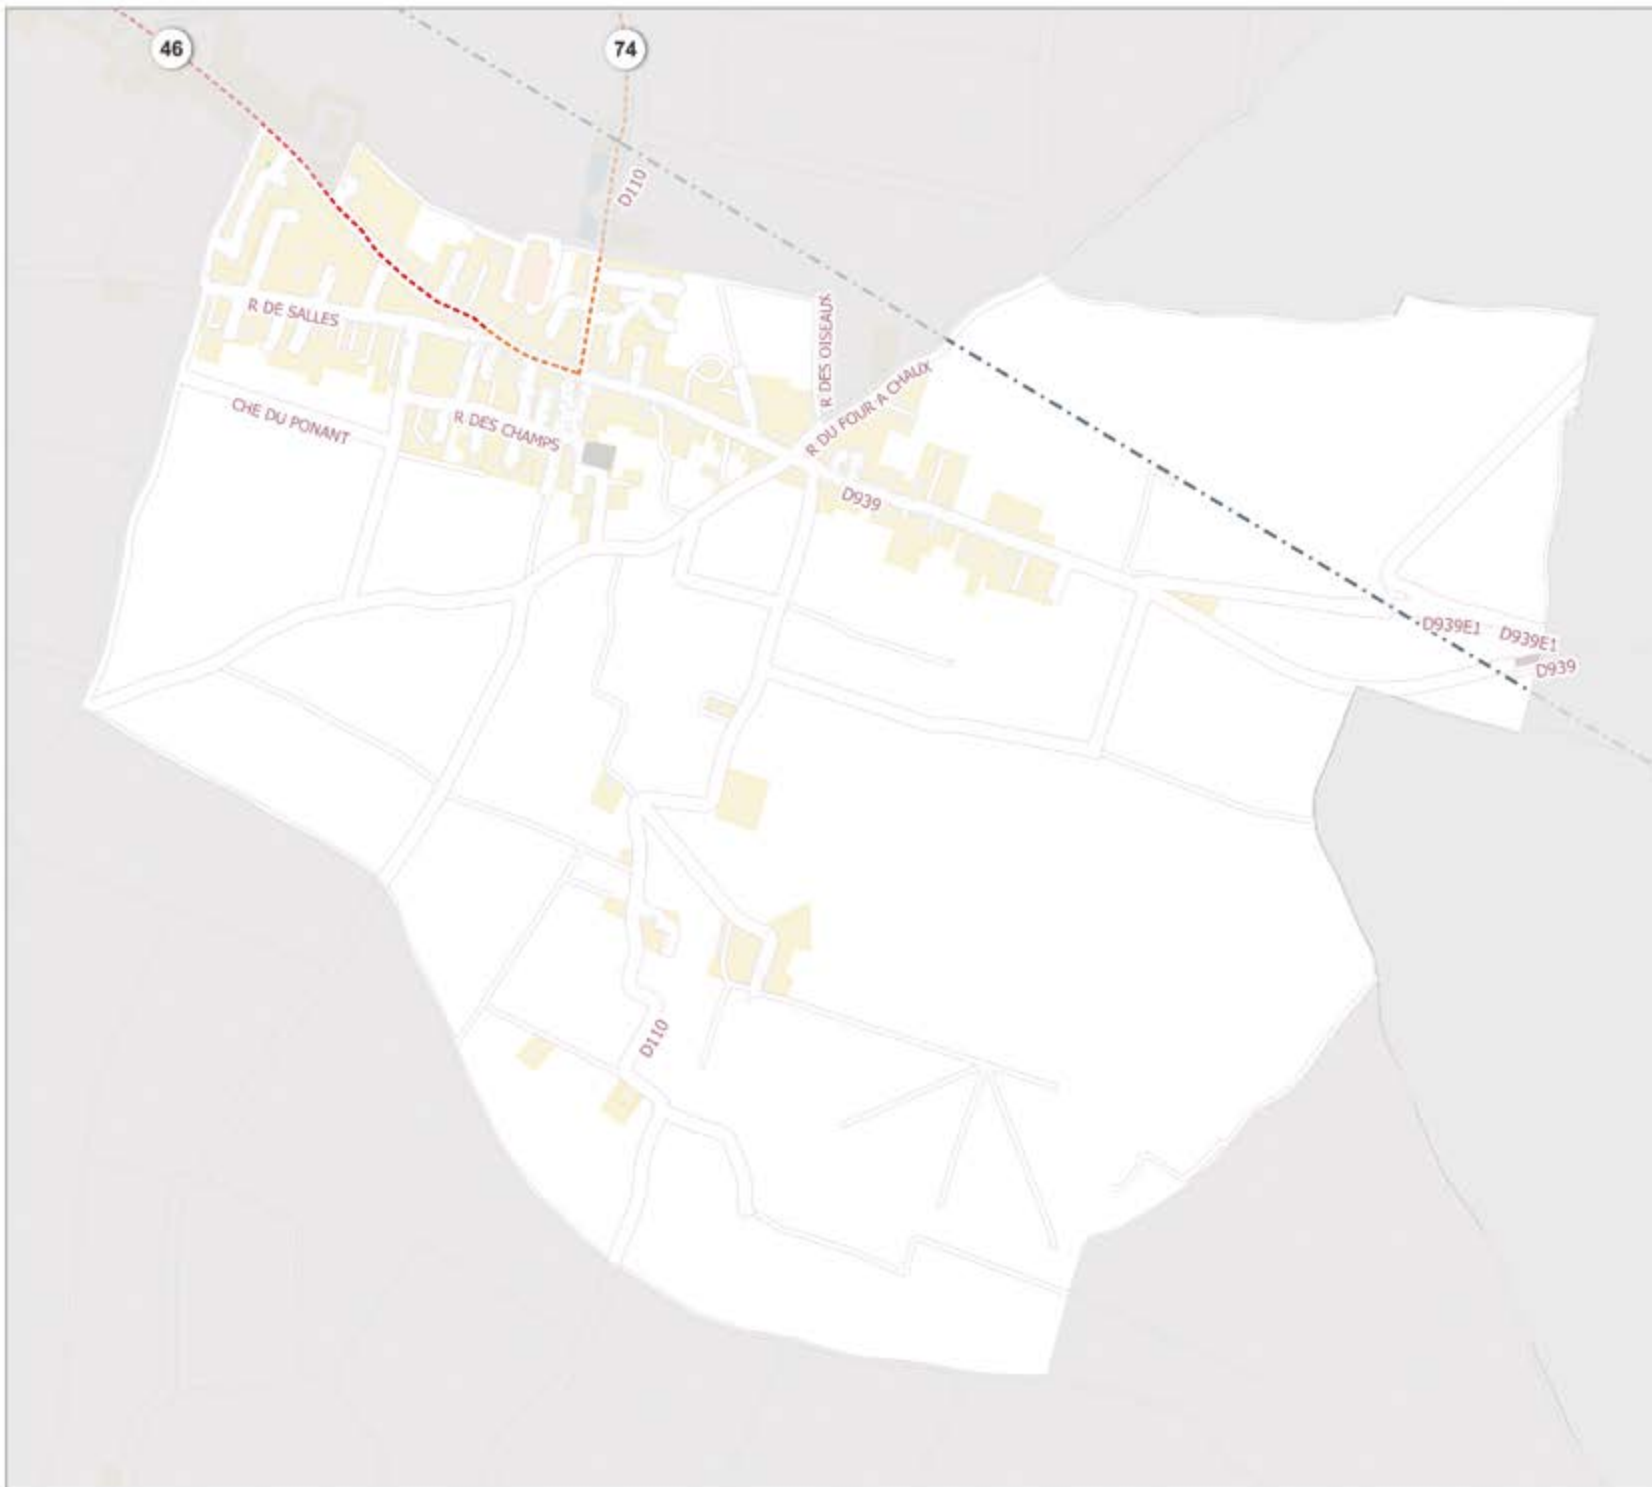 46
74
D110
R DE SALLES
R DES OISEAUX
R DU FOUR A CHAUX
CHE DU PONANT
R DES CHAMPS
D939
D939E1
D939E1
D939
D110